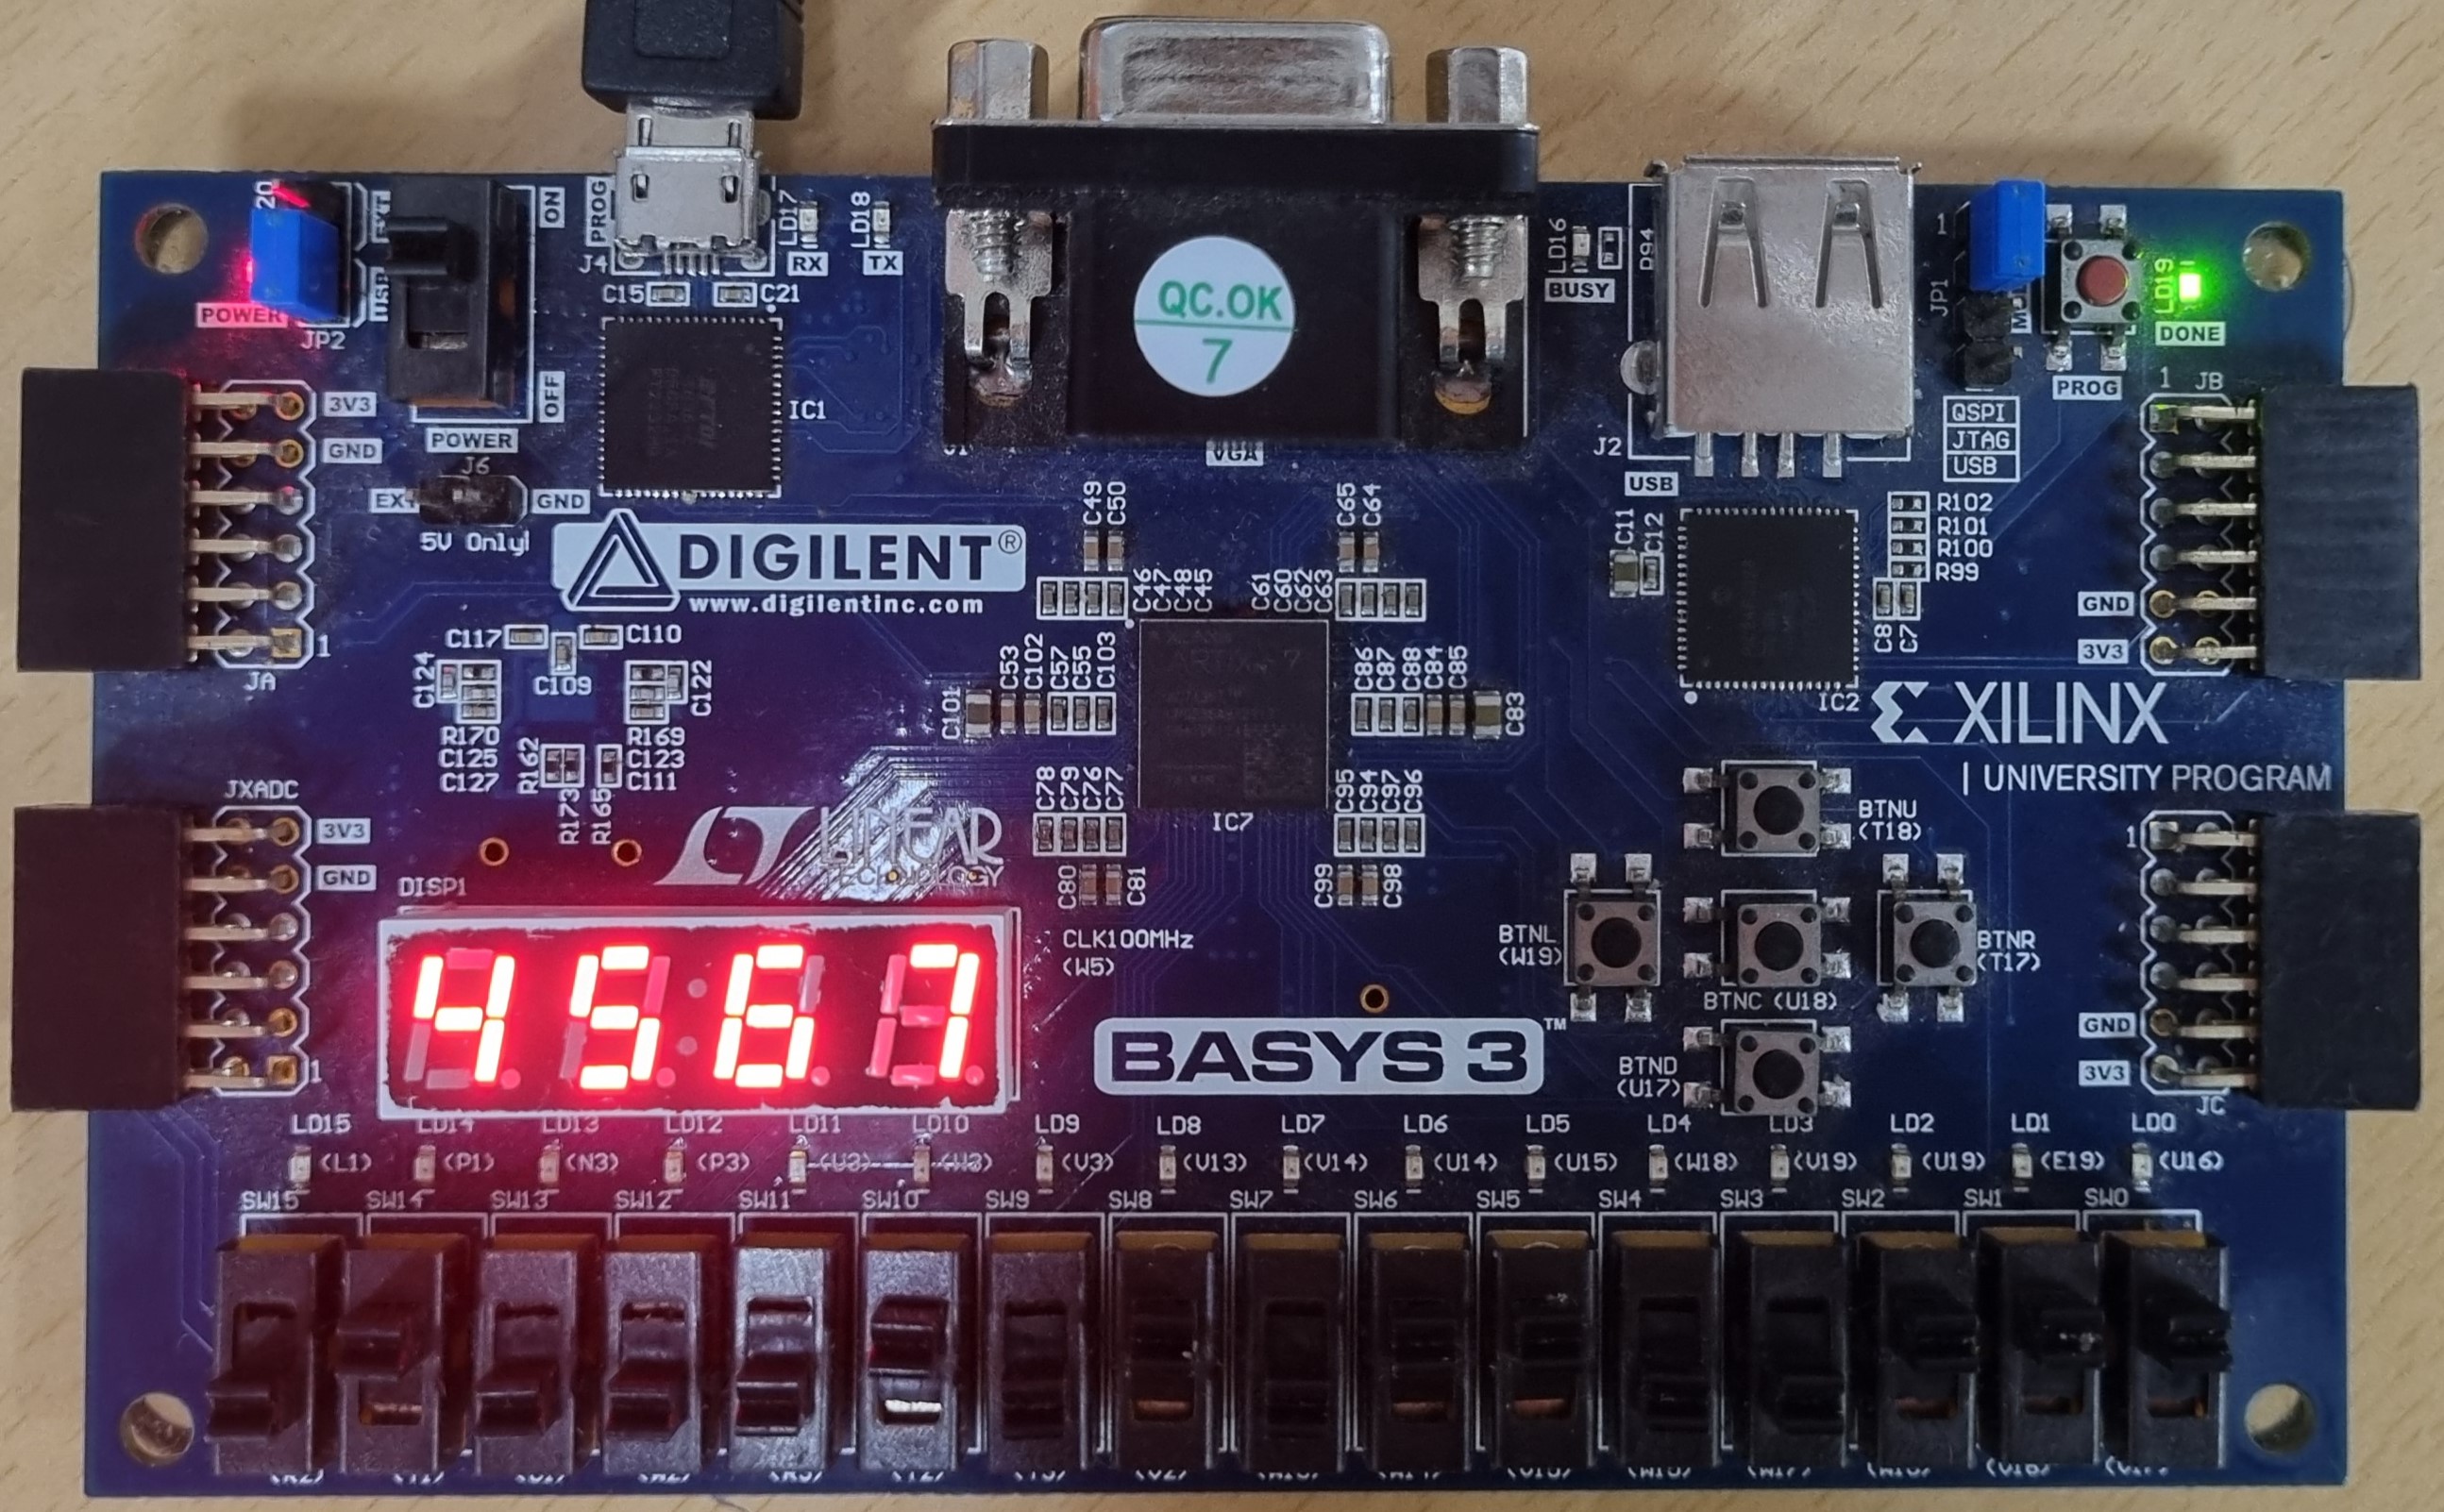 ON
PROG
LD17
LD18
LD16
R94
1
LD19
J4
RX
TX
BUSY
QC.OK
7
JP1
DONE
POWER
JP2
C15
C21
3V3
OFF
IC1
PROG
1
JB
GND
POWER
J6
GND
5V Only!
VGA
J2
USB
QSPI
JTAG
USB
C49
C50
C65
C64
C11
C12
R102
R101
R100
R99
DIGILENT®
www.digilentinc.com
C46
C47
C48
C45
C61
C60
C62
C63
C8
C7
GND
3V3
1
JA
C117
C110
C124
C109
C122
R170
C125
C127
R169
C123
C111
R162
R173
R165
C101
C53
C102
C57
C55
C103
ARTIX-7
C86
C87
C88
C84
C85
C83
IC2
XILINX
UNIVERSITY PROGRAM
JXADC
3V3
GND
C78
C79
C76
C77
IC7
C95
C94
C97
C96
LINEAR
TECHNOLOGY
C80
C81
C99
C98
DISP1
4567
1
CLK100MHz
(W5)
BTNU
(T18)
BTNL
(W19)
BTNR
(T17)
BTNC (U18)
BTND
(U17)
BASYS 3™
1
GND
3V3
JC
LD15 LD14 LD13 LD12 LD11 LD10 LD9 LD8 LD7 LD6 LD5 LD4 LD3 LD2 LD1 LD0
(L1) (P1) (N3) (P3) (U3) (W3) (V3) (V13) (V14) (U14) (U15) (W18) (V19) (U19) (E19) (U16)
SW15 SW14 SW13 SW12 SW11 SW10 SW9 SW8 SW7 SW6 SW5 SW4 SW3 SW2 SW1 SW0